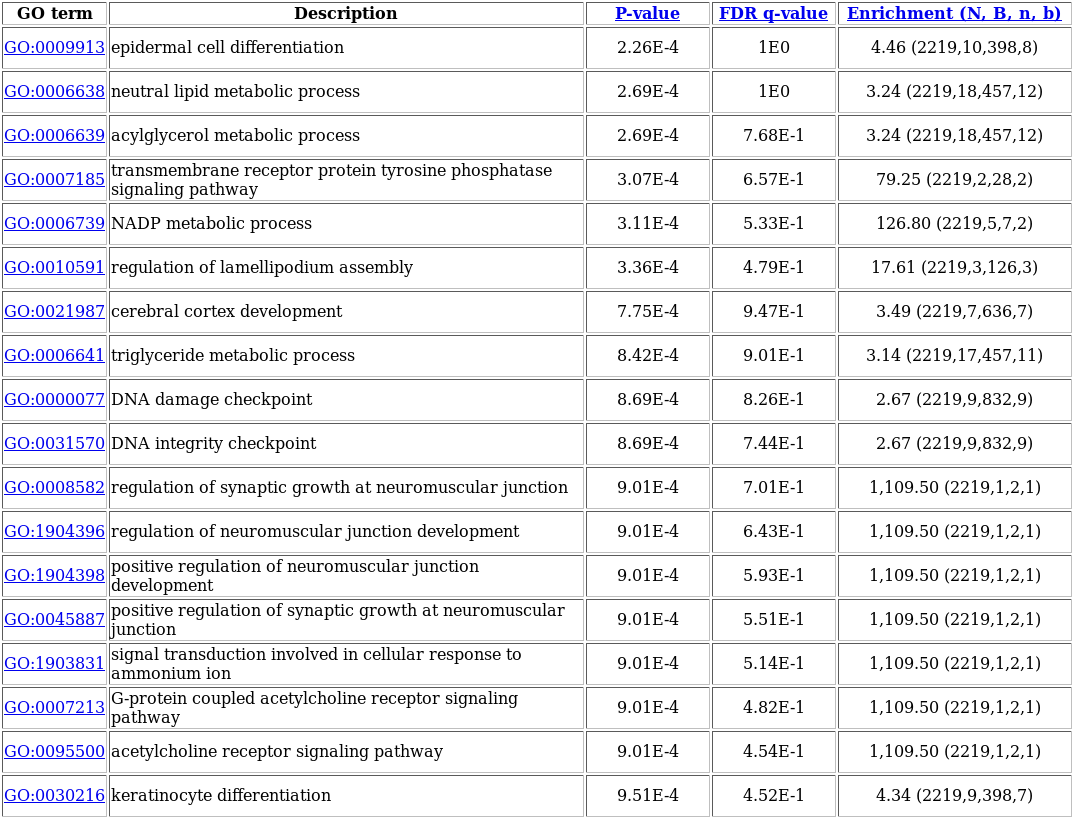 GO term Description P-value FDR q-value Enrichment (N, B, n, b)
GO:0009913 epidermal cell differentiation 2.26E-4 1E0 4.46 (2219,10,398,8)
GO:0006638 neutral lipid metabolic process 2.69E-4 1E0 3.24 (2219,18,457,12)
GO:0006639 acylglycerol metabolic process 2.69E-4 7.68E-1 3.24 (2219,18,457,12)
GO:0007185 transmembrane receptor protein tyrosine phosphatase
signaling pathway 3.07E-4 6.57E-1 79.25 (2219,2,28,2)
GO:0006739 NADP metabolic process 3.11E-4 5.33E-1 126.80 (2219,5,7,2)
GO:0010591 regulation of lamellipodium assembly 3.36E-4 4.79E-1 17.61 (2219,3,126,3)
GO:0021987 cerebral cortex development 7.75E-4 9.47E-1 3.49 (2219,7,636,7)
GO:0006641 triglyceride metabolic process 8.42E-4 9.01E-1 3.14 (2219,17,457,11)
GO:0000077 DNA damage checkpoint 8.69E-4 8.26E-1 2.67 (2219,9,832,9)
GO:0031570 DNA integrity checkpoint 8.69E-4 7.44E-1 2.67 (2219,9,832,9)
GO:0008582 regulation of synaptic growth at neuromuscular junction 9.01E-4 7.01E-1 1,109.50 (2219,1,2,1)
GO:1904396 regulation of neuromuscular junction development 9.01E-4 6.43E-1 1,109.50 (2219,1,2,1)
GO:1904398 positive regulation of neuromuscular junction
development 9.01E-4 5.93E-1 1,109.50 (2219,1,2,1)
GO:0045887 positive regulation of synaptic growth at neuromuscular
junction 9.01E-4 5.51E-1 1,109.50 (2219,1,2,1)
GO:1903831 signal transduction involved in cellular response to
ammonium ion 9.01E-4 5.14E-1 1,109.50 (2219,1,2,1)
GO:0007213 G-protein coupled acetylcholine receptor signaling
pathway 9.01E-4 4.82E-1 1,109.50 (2219,1,2,1)
GO:0095500 acetylcholine receptor signaling pathway 9.01E-4 4.54E-1 1,109.50 (2219,1,2,1)
GO:0030216 keratinocyte differentiation 9.51E-4 4.52E-1 4.34 (2219,9,398,7)